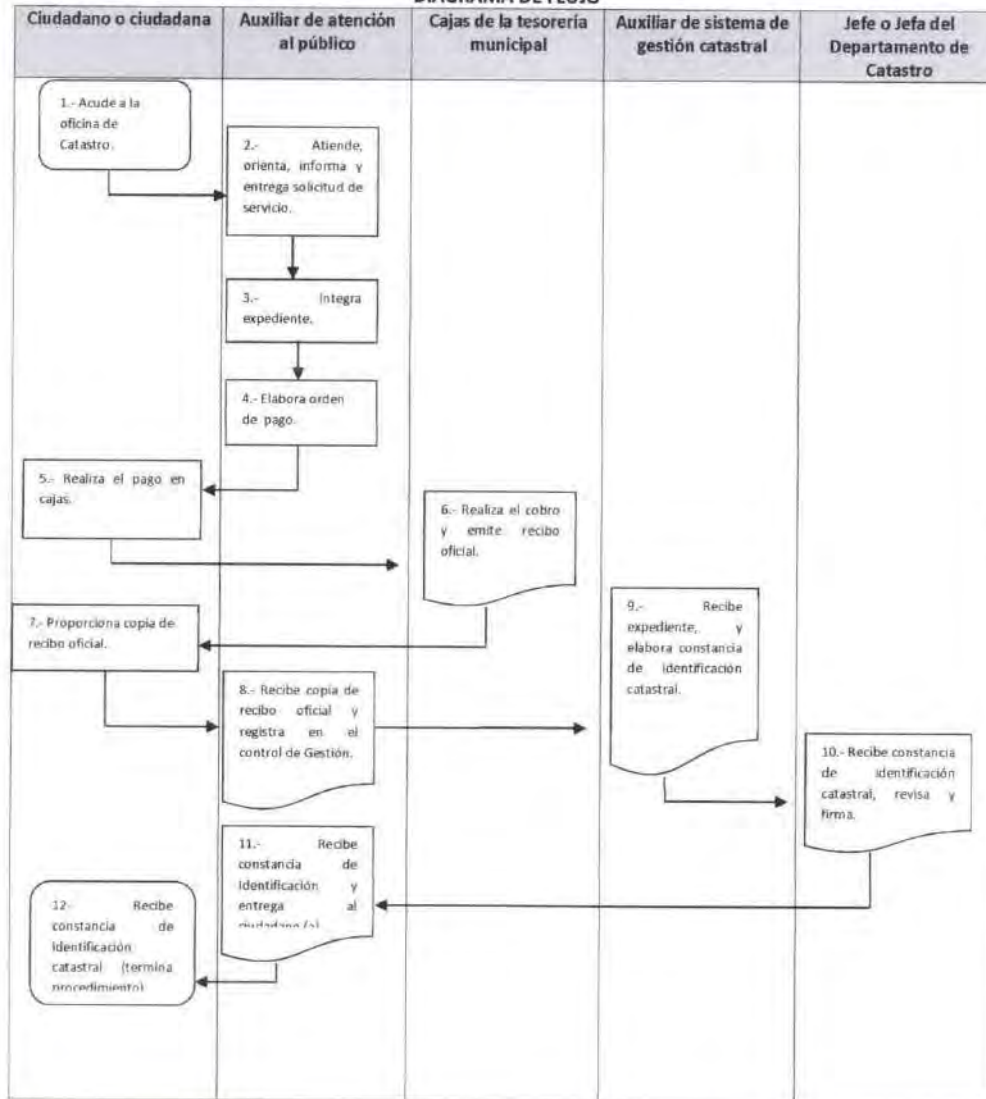 DIAGRAMA DE FLUJO
Ciudadano o ciudadana
Auxiliar de atención
al público
Cajas de la tesorería
municipal
Auxiliar de sistema de
gestión catastral
Jefe o Jefa del
Departamento de
Catastro
1.- Acude a la
oficina de
Catastro.
2.- Atiende,
orienta, informa y
entrega solicitud de
servicio.
3.- Integra
expediente.
4.- Elabora orden
de pago.
5.- Realiza el pago en
cajas.
6.- Realiza el cobro
y emite recibo
oficial.
7.- Proporciona copia de
recibo oficial.
8.- Recibe copia de
recibo oficial y
registra en el
control de Gestión.
9.- Recibe
expediente, y
elabora constancia
de identificación
catastral.
10.- Recibe constancia
de identificación
catastral, revisa y
firma.
11.- Recibe
constancia de
identificación y
entrega al
ciudadano (a)
12.- Recibe
constancia de
identificación
catastral (termina
procedimiento)